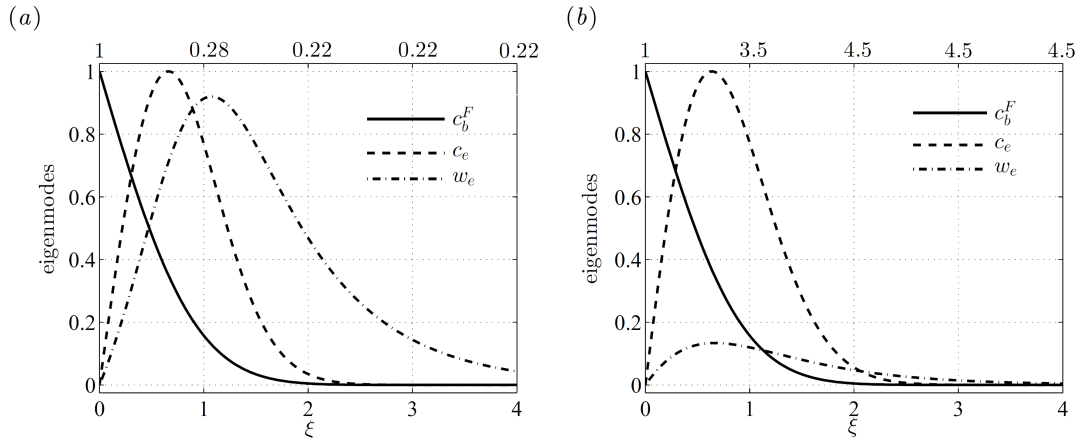 (a)
1 0.28 0.22 0.22 0.22
1
0.8
0.6
0.4
0.2
0
eigenmodes
c_b^F
c_e
w_e
0 1 2 3 4
ξ
(b)
1 3.5 4.5 4.5 4.5
1
0.8
0.6
0.4
0.2
0
eigenmodes
c_b^F
c_e
w_e
0 1 2 3 4
ξ